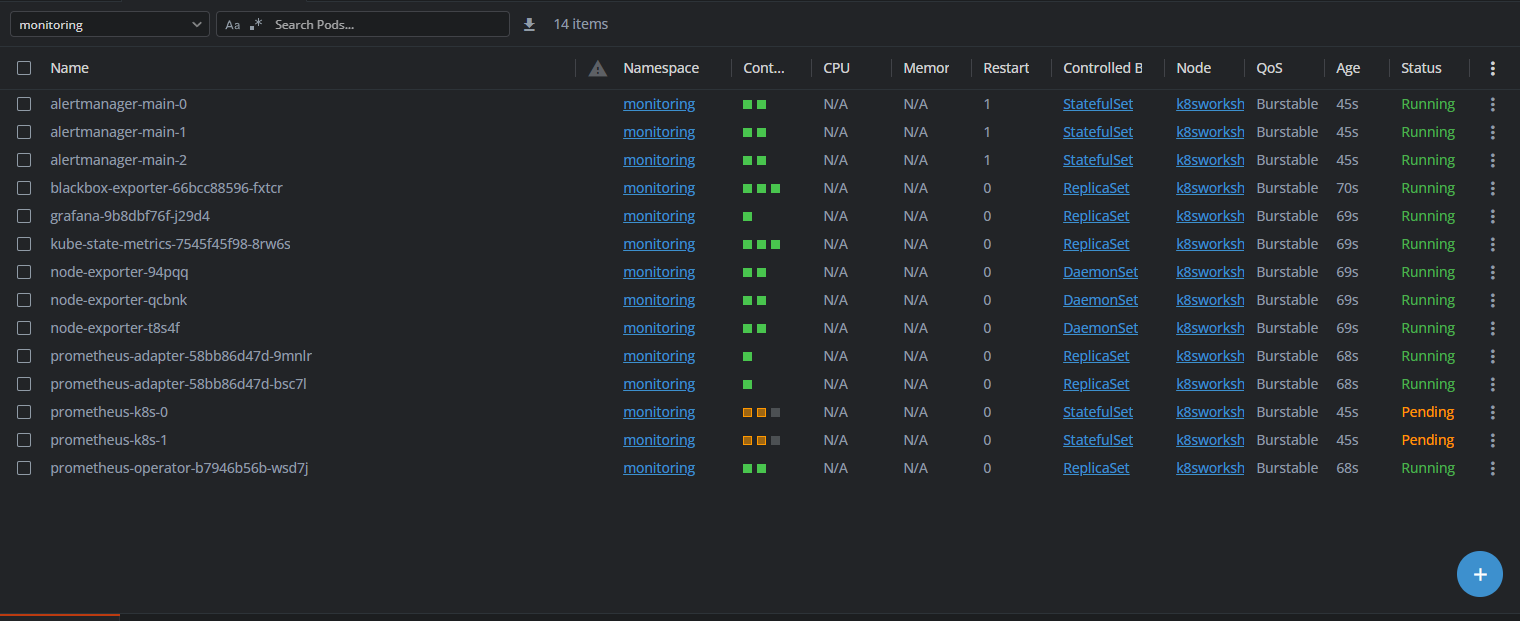 monitoring Aa .* Search Pods... 14 items
Name Namespace Cont... CPU Memor Restart Controlled B Node QoS Age Status
alertmanager-main-0 monitoring N/A N/A 1 StatefulSet k8sworksh Burstable 45s Running
alertmanager-main-1 monitoring N/A N/A 1 StatefulSet k8sworksh Burstable 45s Running
alertmanager-main-2 monitoring N/A N/A 1 StatefulSet k8sworksh Burstable 45s Running
blackbox-exporter-66bcc88596-fxtcr monitoring N/A N/A 0 ReplicaSet k8sworksh Burstable 70s Running
grafana-9b8dbf76f-j29d4 monitoring N/A N/A 0 ReplicaSet k8sworksh Burstable 69s Running
kube-state-metrics-7545f45f98-8rw6s monitoring N/A N/A 0 ReplicaSet k8sworksh Burstable 69s Running
node-exporter-94pqq monitoring N/A N/A 0 DaemonSet k8sworksh Burstable 69s Running
node-exporter-qcbnk monitoring N/A N/A 0 DaemonSet k8sworksh Burstable 69s Running
node-exporter-t8s4f monitoring N/A N/A 0 DaemonSet k8sworksh Burstable 69s Running
prometheus-adapter-58bb86d47d-9mnlr monitoring N/A N/A 0 ReplicaSet k8sworksh Burstable 68s Running
prometheus-adapter-58bb86d47d-bsc7l monitoring N/A N/A 0 ReplicaSet k8sworksh Burstable 68s Running
prometheus-k8s-0 monitoring N/A N/A 0 StatefulSet k8sworksh Burstable 45s Pending
prometheus-k8s-1 monitoring N/A N/A 0 StatefulSet k8sworksh Burstable 45s Pending
prometheus-operator-b7946b56b-wsd7j monitoring N/A N/A 0 ReplicaSet k8sworksh Burstable 68s Running